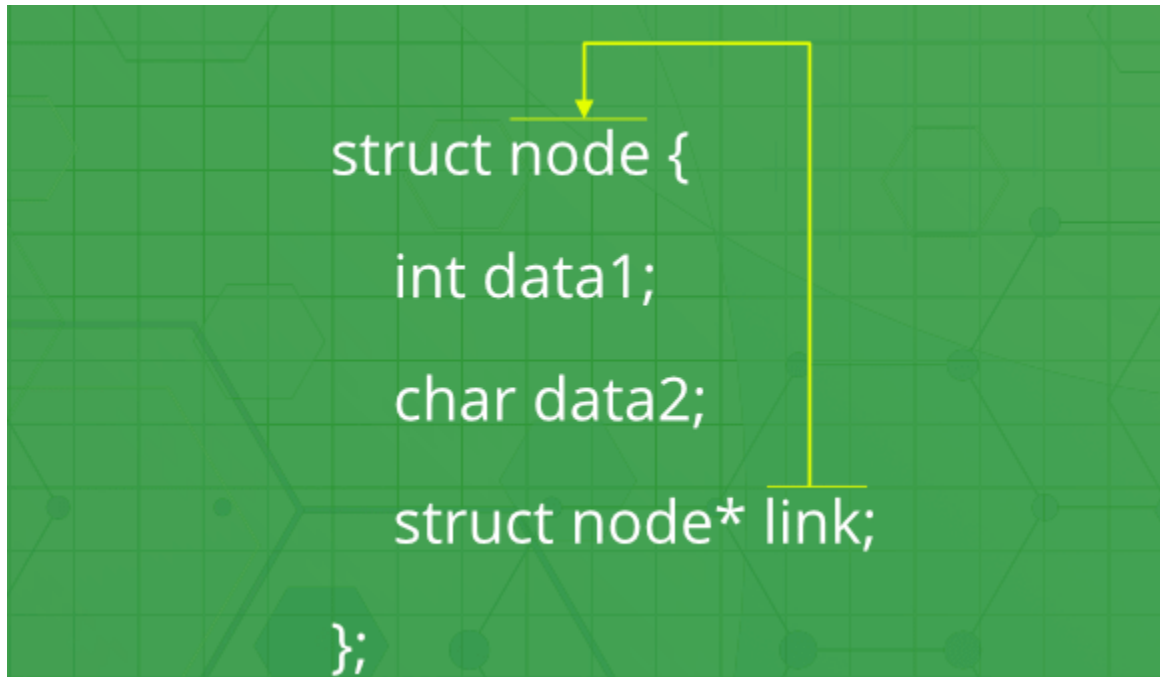 struct node {
int data1;
char data2;
struct node* link;
};